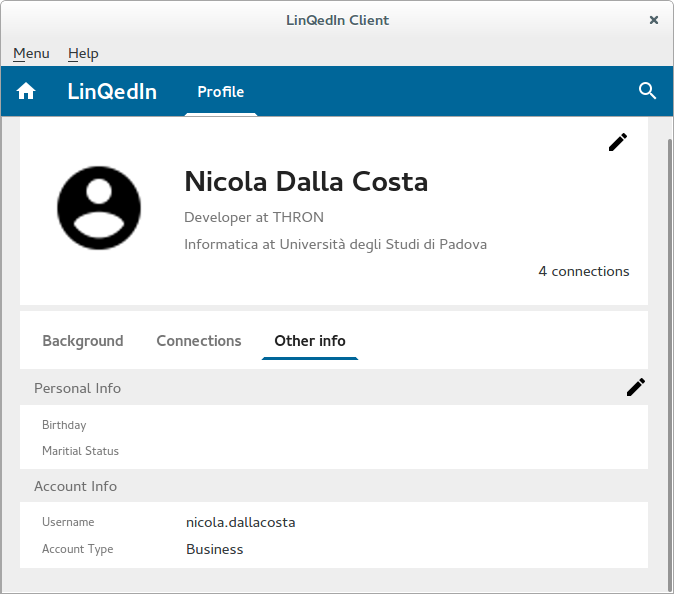 LinQedIn Client
Menu Help
LinQedIn Profile
Nicola Dalla Costa
Developer at THRON
Informatica at Università degli Studi di Padova
4 connections
Background Connections Other info
Personal Info
Birthday
Maritial Status
Account Info
Username nicola.dallacosta
Account Type Business